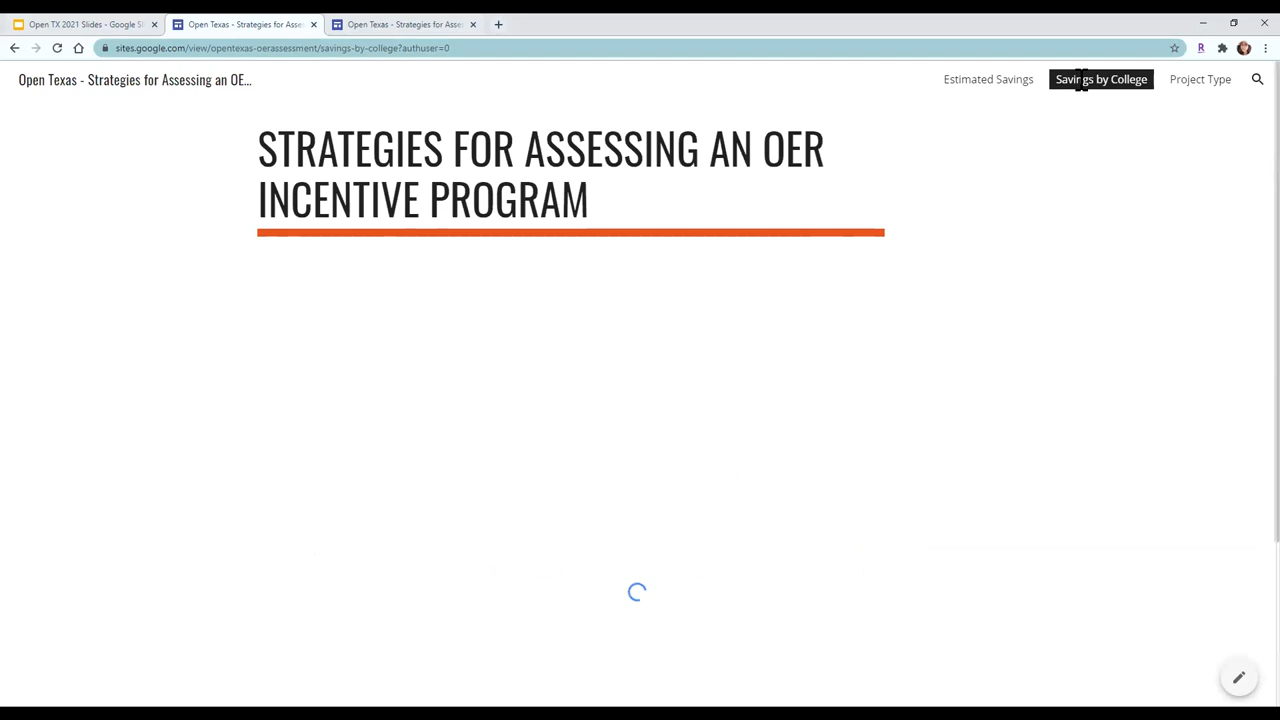 Open TX 2021 Slides - Google Sl
Open Texas - Strategies for Asse
Open Texas - Strategies for Asses
sites.google.com/view/opentexas-oerassessment/savings-by-college?authuser=0
R
Open Texas - Strategies for Assessing an OE...
Estimated Savings
Savings by College
Project Type
STRATEGIES FOR ASSESSING AN OER
INCENTIVE PROGRAM